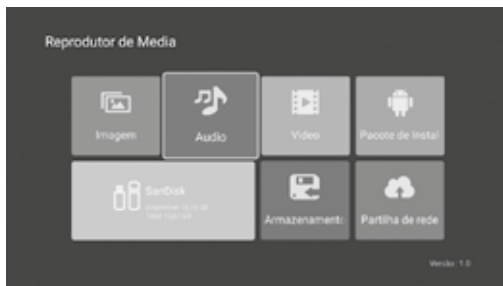 Reprodutor de Media
Imagem
Audio
Video
Pacote de Instal
SanDisk
Armazenamento
Partilha de rede
Versão : 1.0